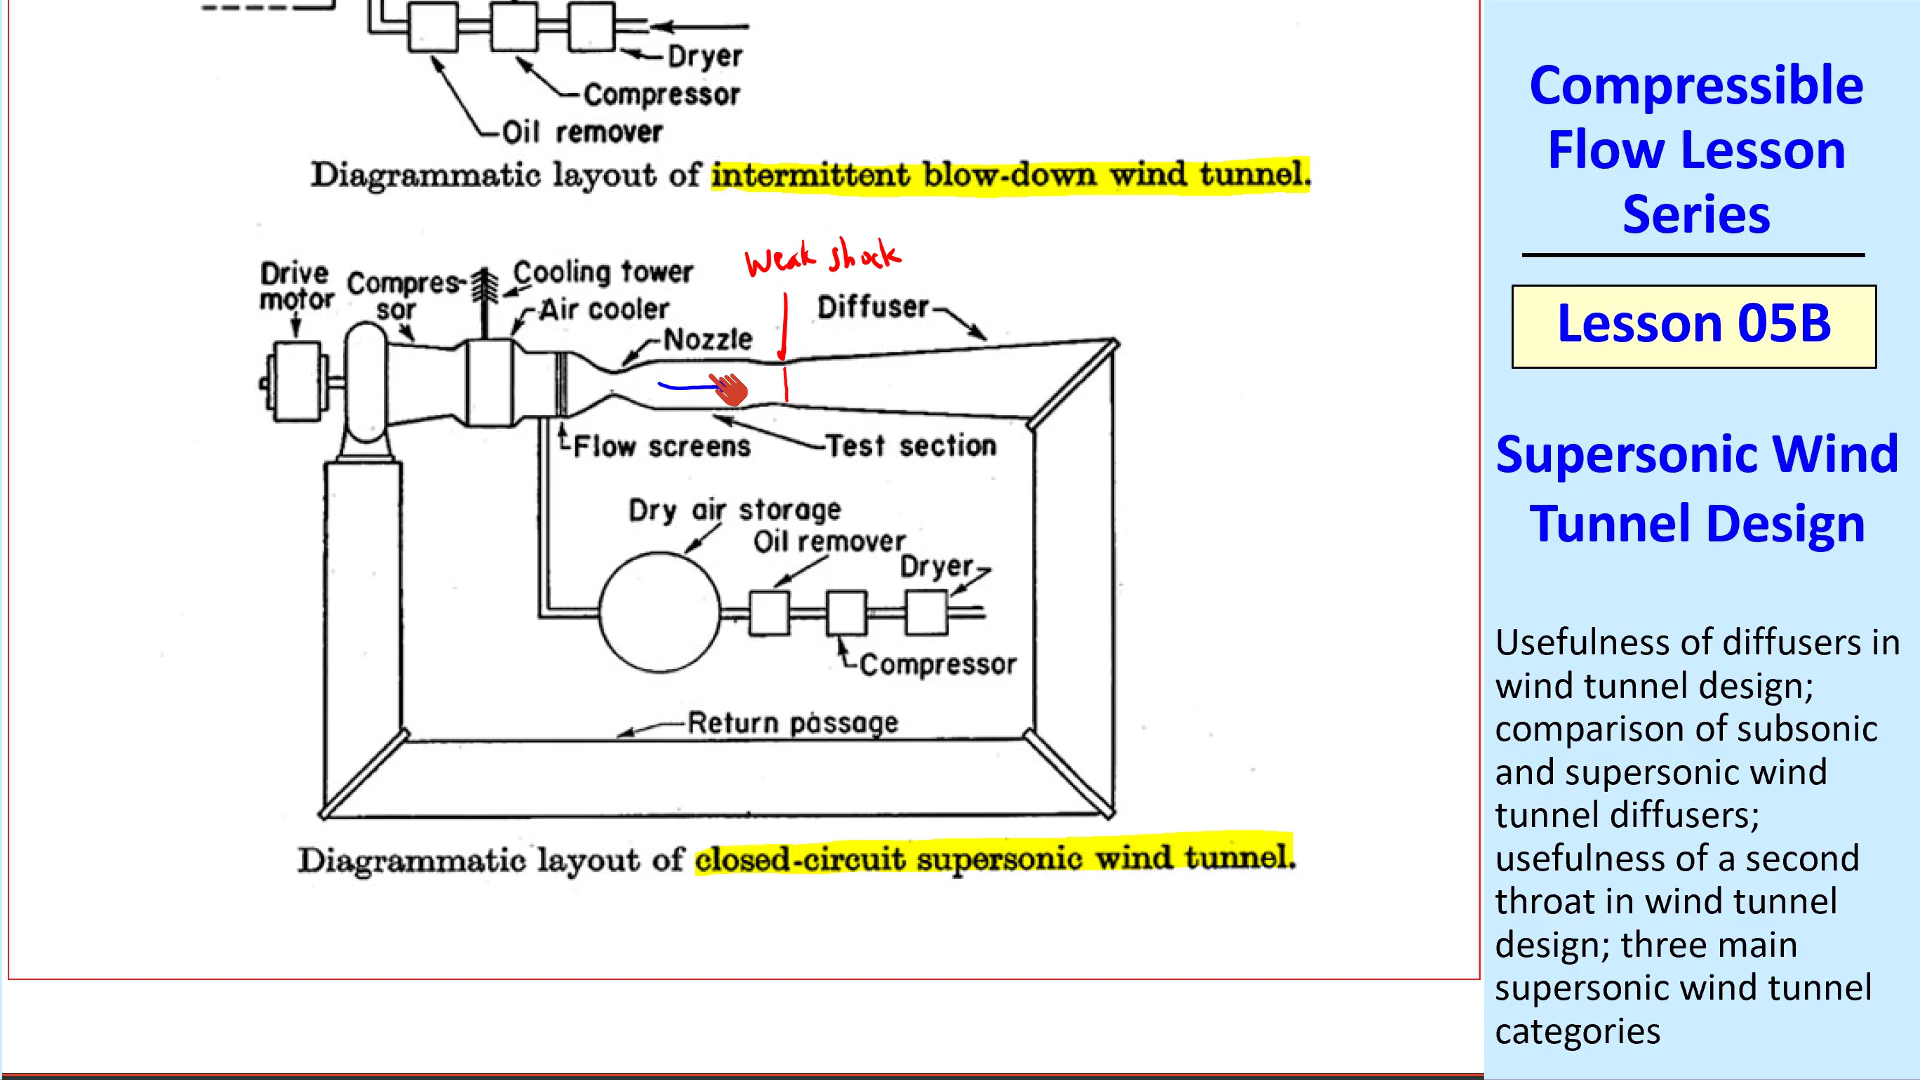 Dryer
Compressor
Oil remover
Diagrammatic layout of intermittent blow-down wind tunnel.
Weak shock
Drive
motor
Compres-
sor
Cooling tower
Air cooler
Diffuser
Nozzle
Flow screens
Test section
Dry air storage
Oil remover
Dryer
Compressor
Return passage
Diagrammatic layout of closed-circuit supersonic wind tunnel.
Compressible
Flow Lesson
Series
Lesson 05B
Supersonic Wind
Tunnel Design
Usefulness of diffusers in
wind tunnel design;
comparison of subsonic
and supersonic wind
tunnel diffusers;
usefulness of a second
throat in wind tunnel
design; three main
supersonic wind tunnel
categories